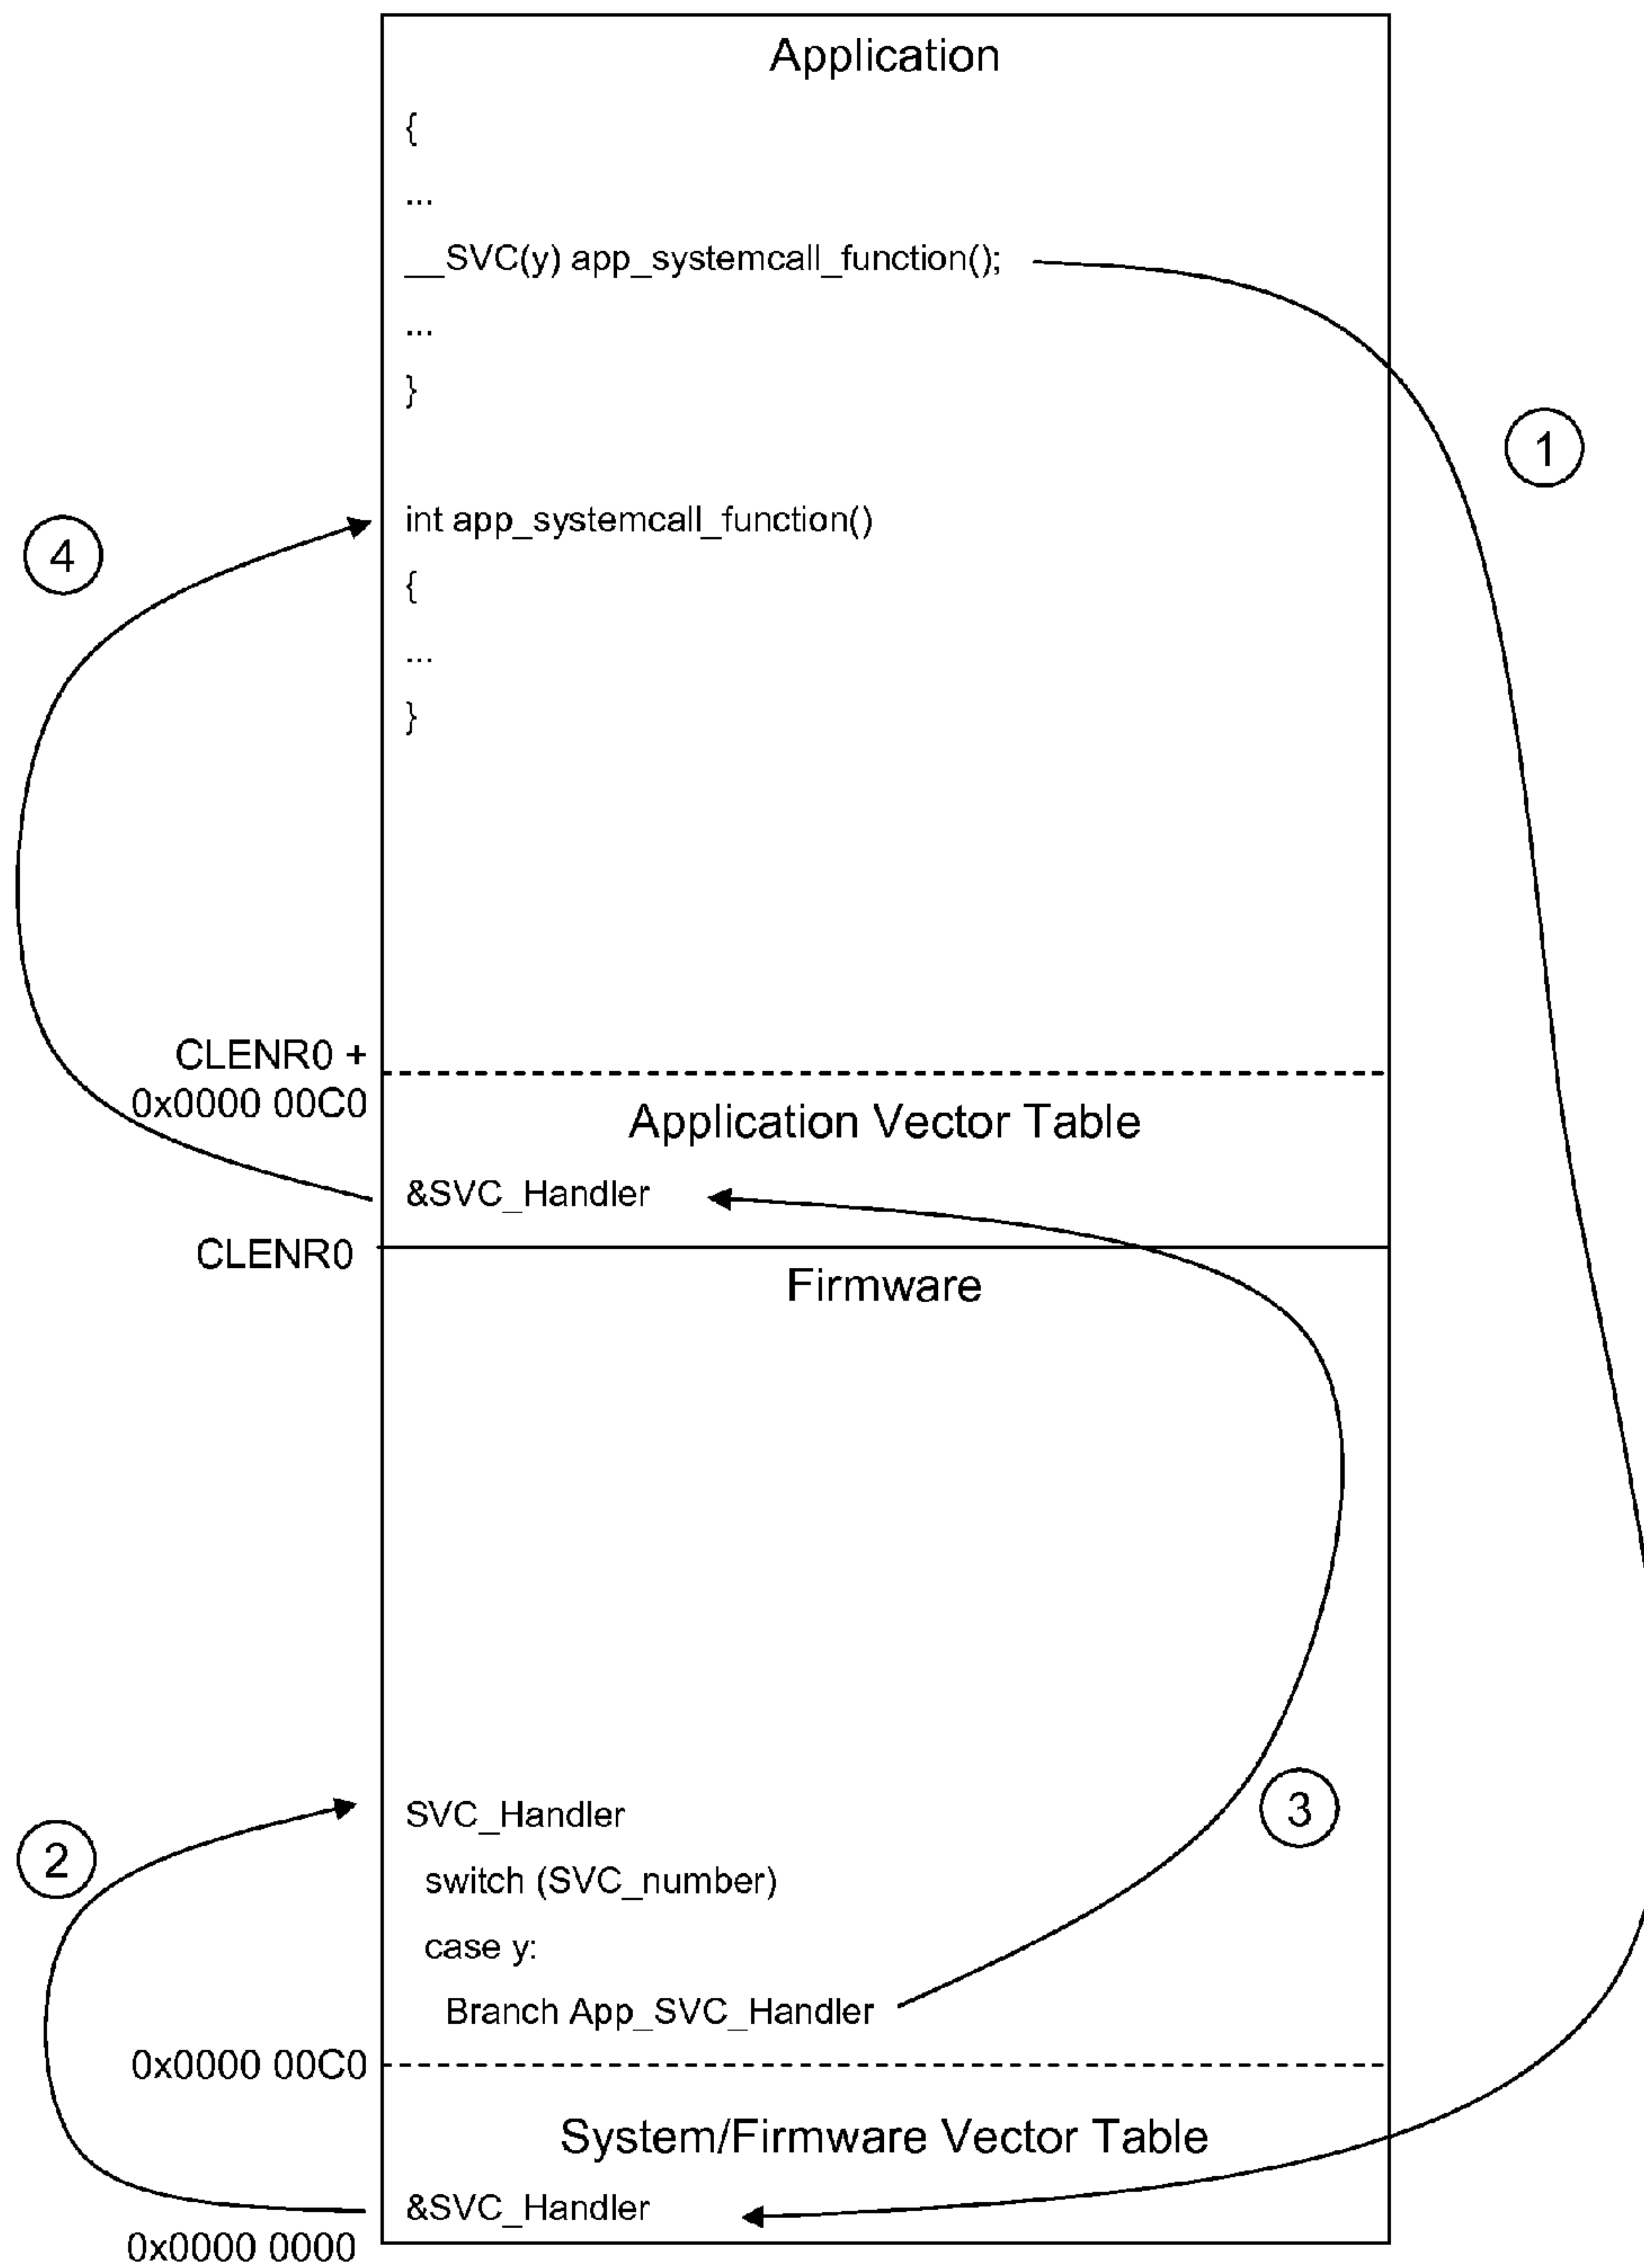 Application
{
...
__SVC(y) app_systemcall_function();
...
}
1
int app_systemcall_function()
4
{
...
}
CLENR0 +
0x0000 00C0
Application Vector Table
&SVC_Handler
CLENR0
Firmware
3
SVC_Handler
2
switch (SVC_number)
case y:
Branch App_SVC_Handler
0x0000 00C0
System/Firmware Vector Table
&SVC_Handler
0x0000 0000